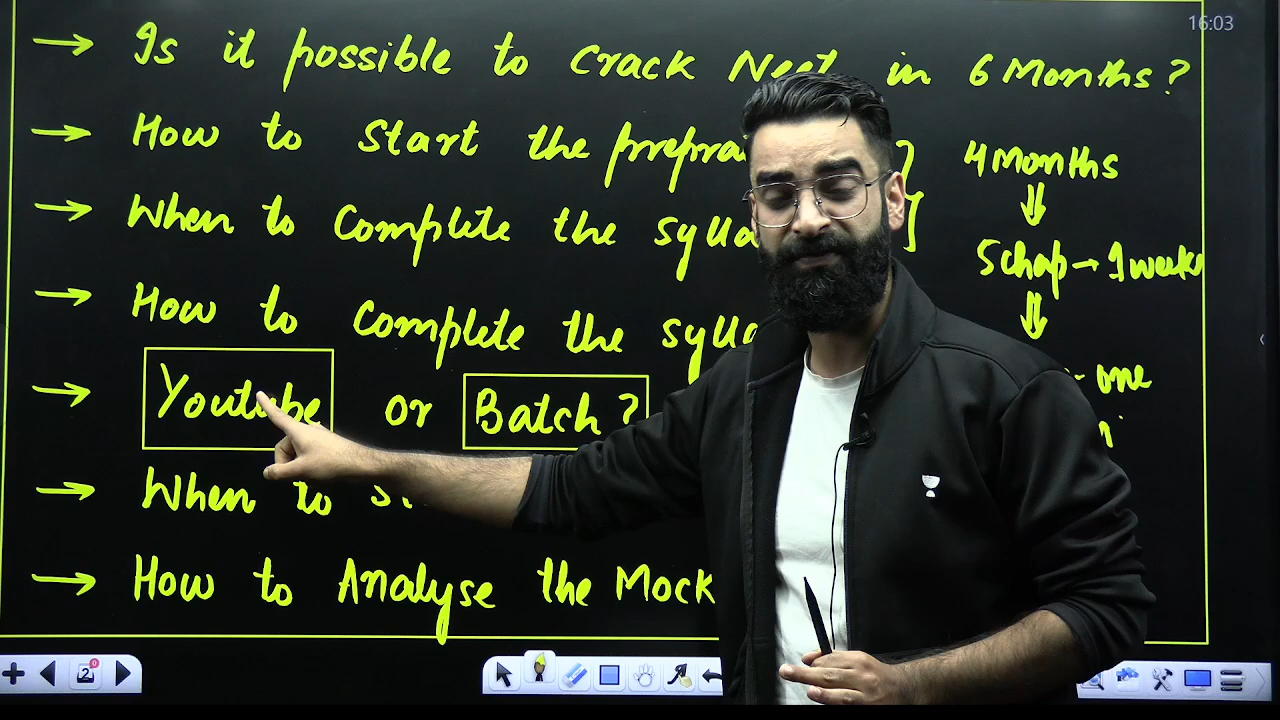 16:03
→ Is it possible to Crack Neet in 6 Months?
→ How to Start the
→ When to Complete the
→ How to Complete the
→ Youtube or Batch?
→ When to
→ How to Analyse the Mock
4 Months
5 chap → 1 week
one
2
0